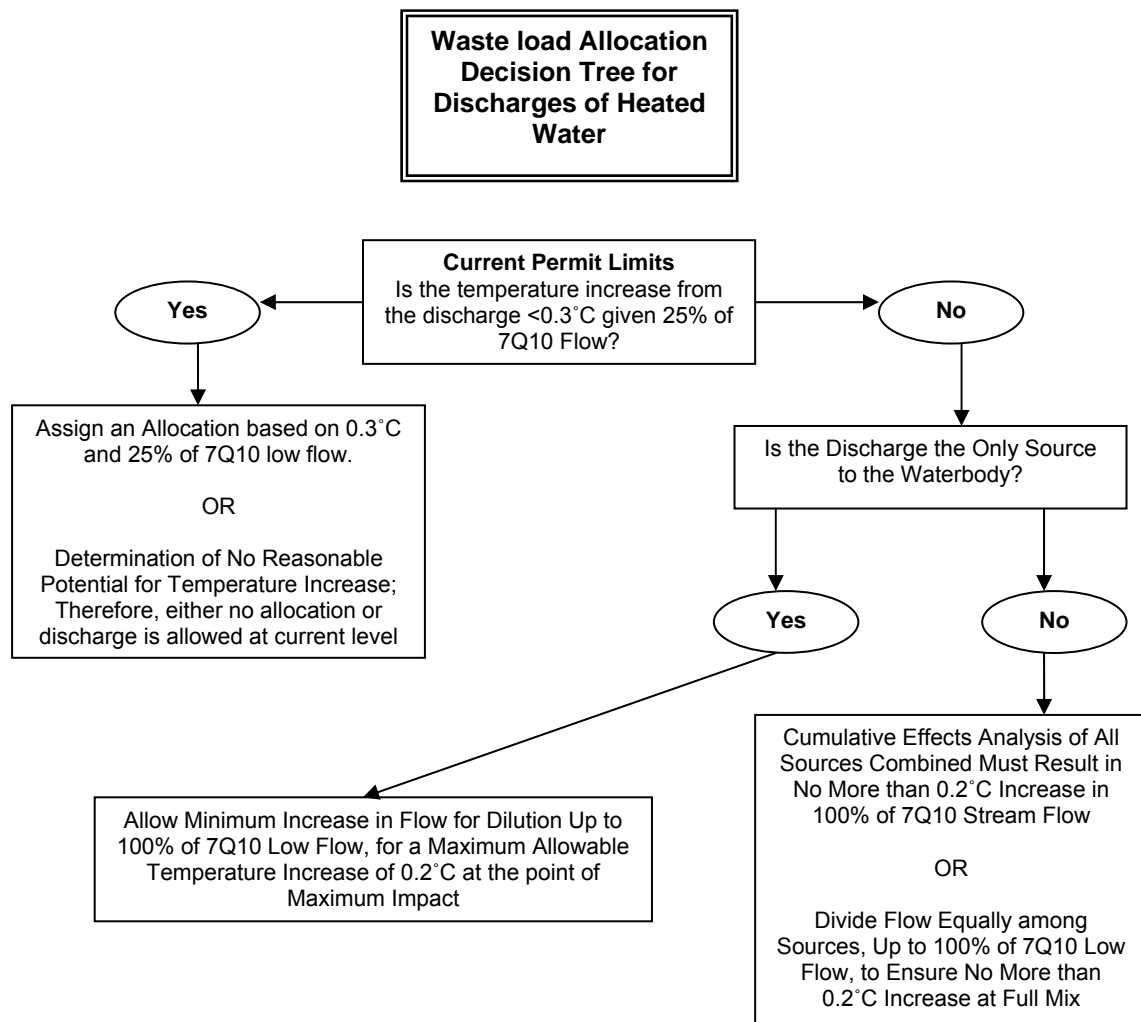 Waste load Allocation
Decision Tree for
Discharges of Heated
Water
Current Permit Limits
Is the temperature increase from
the discharge <0.3˚C given 25% of
7Q10 Flow?
Yes
No
Assign an Allocation based on 0.3˚C
and 25% of 7Q10 low flow.
OR
Determination of No Reasonable
Potential for Temperature Increase;
Therefore, either no allocation or
discharge is allowed at current level
Is the Discharge the Only Source
to the Waterbody?
Yes
No
Allow Minimum Increase in Flow for Dilution Up to
100% of 7Q10 Low Flow, for a Maximum Allowable
Temperature Increase of 0.2˚C at the point of
Maximum Impact
Cumulative Effects Analysis of All
Sources Combined Must Result in
No More than 0.2˚C Increase in
100% of 7Q10 Stream Flow
OR
Divide Flow Equally among
Sources, Up to 100% of 7Q10 Low
Flow, to Ensure No More than
0.2˚C Increase at Full Mix